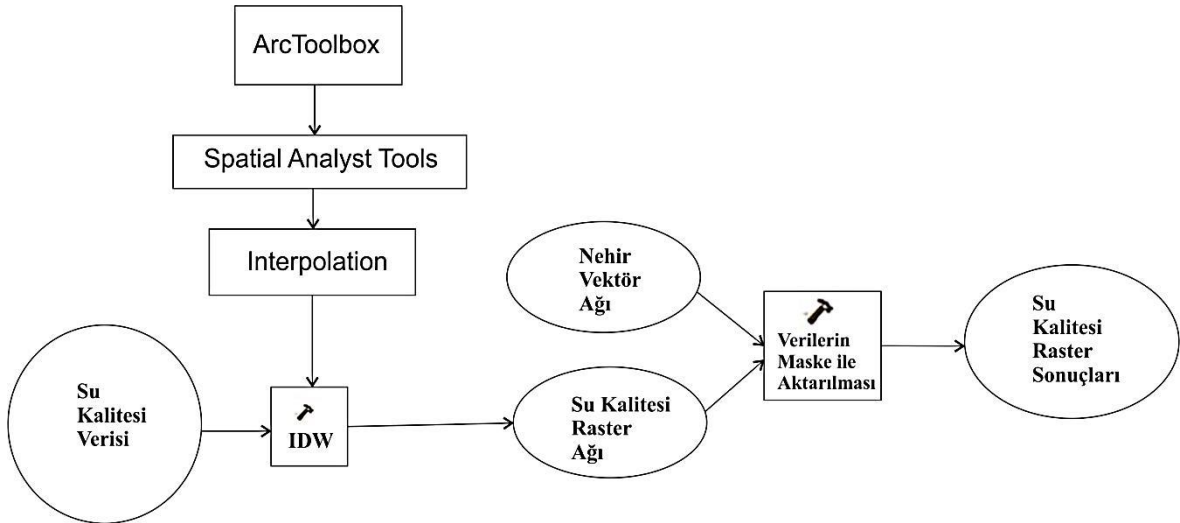 ArcToolbox
Spatial Analyst Tools
Interpolation
Su
Kalitesi
Verisi
IDW
Nehir
Vektör
Ağı
Su Kalitesi
Raster
Ağı
Verilerin
Maske ile
Aktarılması
Su
Kalitesi
Raster
Sonuçları